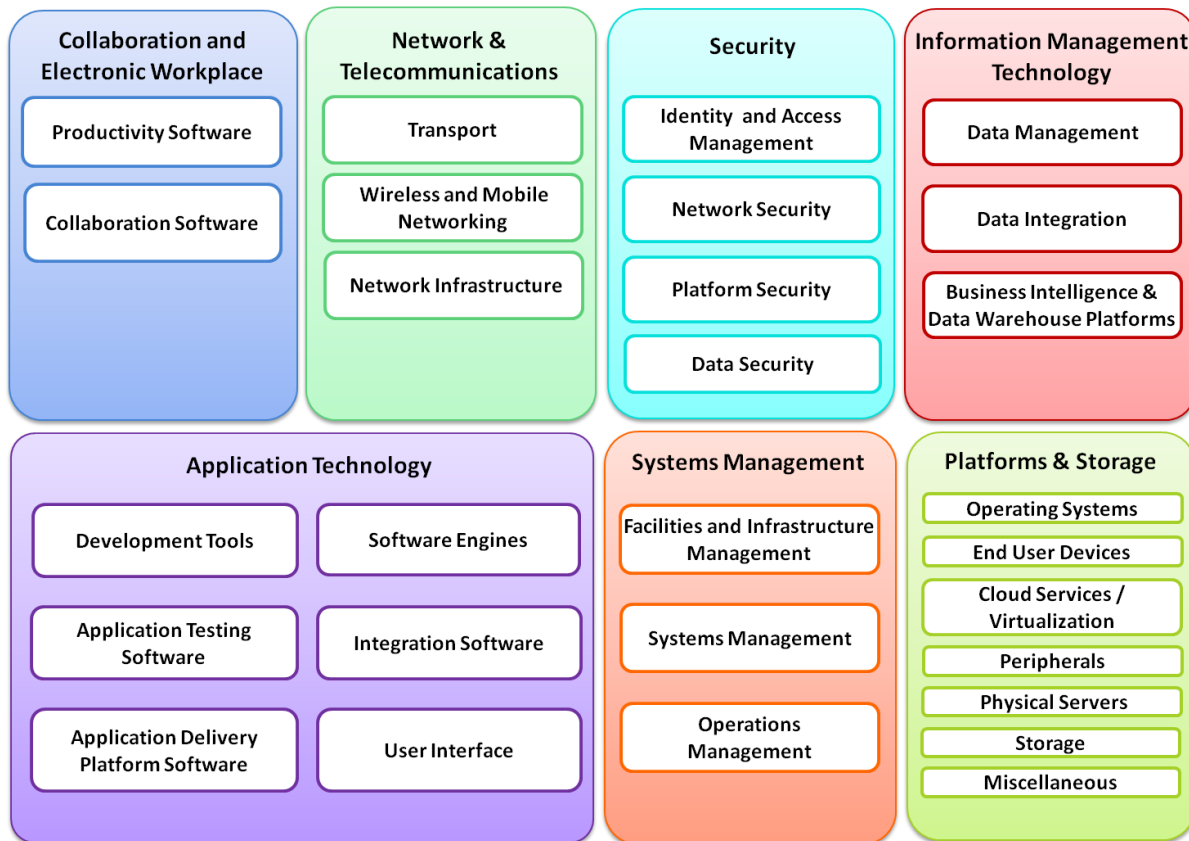 Collaboration and
Electronic Workplace
Productivity Software
Collaboration Software
Network &
Telecommunications
Transport
Wireless and Mobile
Networking
Network Infrastructure
Security
Identity and Access
Management
Network Security
Platform Security
Data Security
Information Management
Technology
Data Management
Data Integration
Business Intelligence &
Data Warehouse Platforms
Application Technology
Development Tools
Software Engines
Application Testing
Software
Integration Software
Application Delivery
Platform Software
User Interface
Systems Management
Facilities and Infrastructure
Management
Systems Management
Operations
Management
Platforms & Storage
Operating Systems
End User Devices
Cloud Services /
Virtualization
Peripherals
Physical Servers
Storage
Miscellaneous